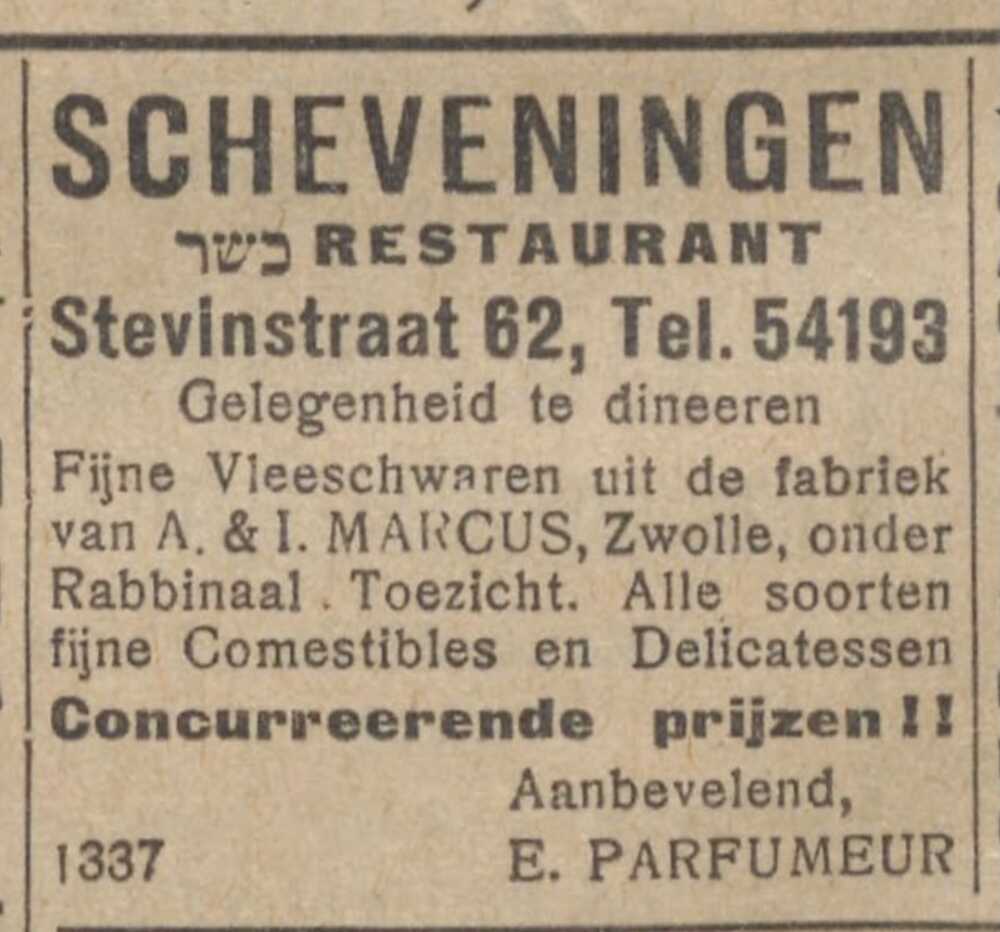 SCHEVENINGEN
כשר RESTAURANT
Stevinstraat 62, Tel. 54193
Gelegenheid te dineeren
Fijne Vleeschwaren uit de fabriek
van A. & I. MARCUS, Zwolle, onder
Rabbinaal . Toezicht. Alle soorten
fijne Comestibles en Delicatessen
Concurreerende prijzen!!
Aanbevelend,
1337 E. PARFUMEUR